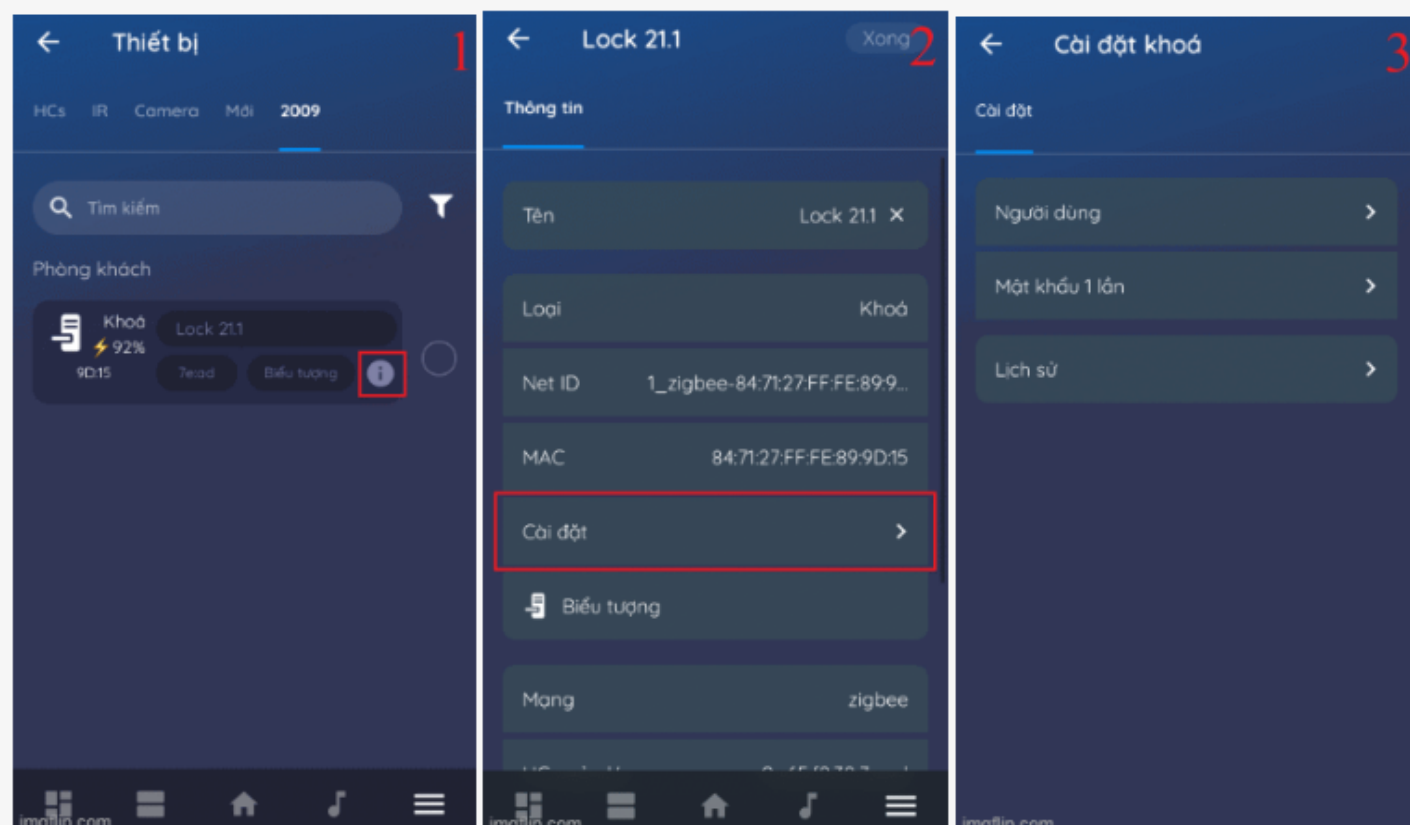 Thiết bị
1
HCs IR Camera Mới 2009
Tìm kiếm
Phòng khách
Khoá
Lock 21.1
92%
9D:15
7e:ad
Biểu tượng
imgflip.com
Lock 21.1
Xong
2
Thông tin
Tên Lock 21.1
Loại Khoá
Net ID 1_zigbee-84:71:27:FF:FE:89:9...
MAC 84:71:27:FF:FE:89:9D:15
Cài đặt
Biểu tượng
Mạng zigbee
imgflip.com
Cài đặt khoá
3
Cài đặt
Người dùng
Mật khẩu 1 lần
Lịch sử
imgflip.com